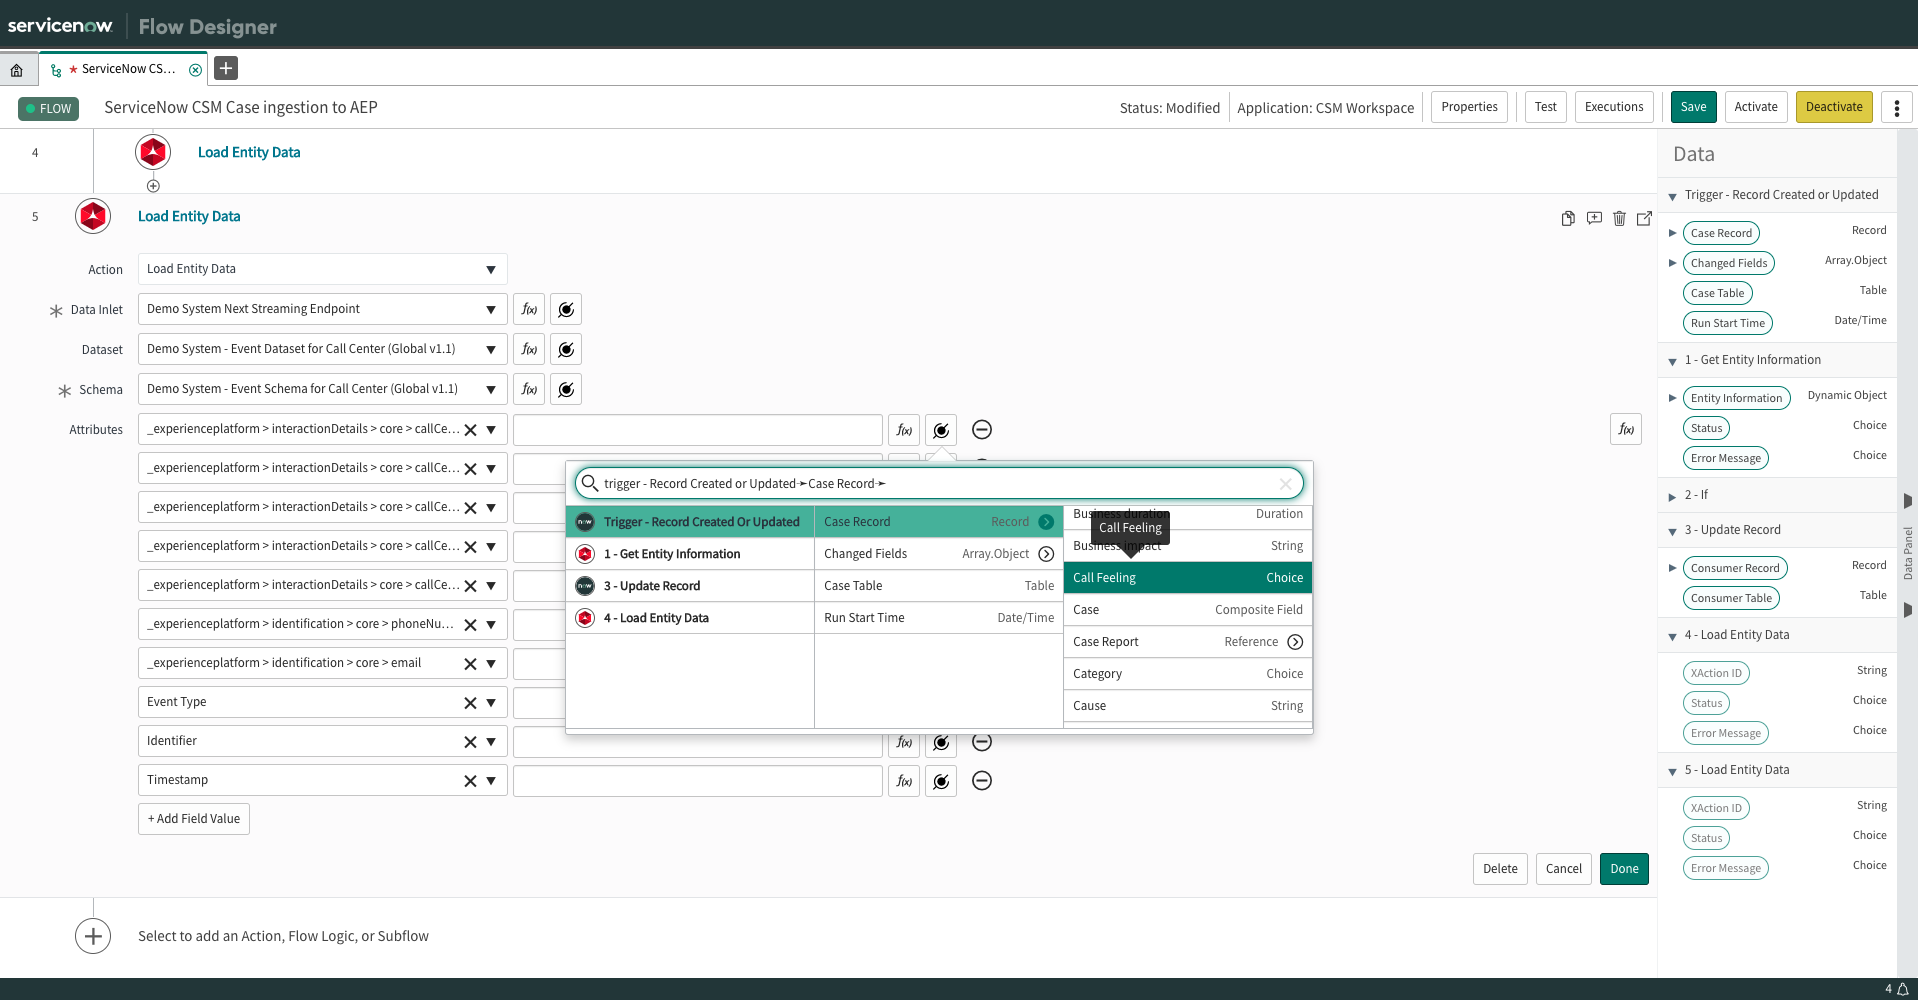 servicenow Flow Designer
ServiceNow CS...
FLOW ServiceNow CSM Case ingestion to AEP Status: Modified Application: CSM Workspace Properties Test Executions Save Activate Deactivate
4 Load Entity Data
5 Load Entity Data
Action Load Entity Data
Data Inlet Demo System Next Streaming Endpoint f(x)
Dataset Demo System - Event Dataset for Call Center (Global v1.1) f(x)
Schema Demo System - Event Schema for Call Center (Global v1.1) f(x)
Attributes _experienceplatform > interactionDetails > core > callCe... f(x) f(x)
_experienceplatform > interactionDetails > core > callCe...
_experienceplatform > interactionDetails > core > callCe...
_experienceplatform > interactionDetails > core > callCe...
_experienceplatform > interactionDetails > core > callCe...
_experienceplatform > identification > core > phoneNu...
_experienceplatform > identification > core > email
Event Type
Identifier f(x)
Timestamp f(x)
+ Add Field Value
trigger - Record Created or Updated➛Case Record➛
Trigger - Record Created Or Updated
1 - Get Entity Information
3 - Update Record
4 - Load Entity Data
Case Record Record
Changed Fields Array.Object
Case Table Table
Run Start Time Date/Time
Business duration Duration
Call Feeling
Business impact String
Call Feeling Choice
Case Composite Field
Case Report Reference
Category Choice
Cause String
Delete Cancel Done
Select to add an Action, Flow Logic, or Subflow
Data
Trigger - Record Created or Updated
Case Record Record
Changed Fields Array.Object
Case Table Table
Run Start Time Date/Time
1 - Get Entity Information
Entity Information Dynamic Object
Status Choice
Error Message Choice
2 - If
3 - Update Record
Consumer Record Record
Consumer Table Table
4 - Load Entity Data
XAction ID String
Status Choice
Error Message Choice
5 - Load Entity Data
XAction ID String
Status Choice
Error Message Choice
Data Panel
4